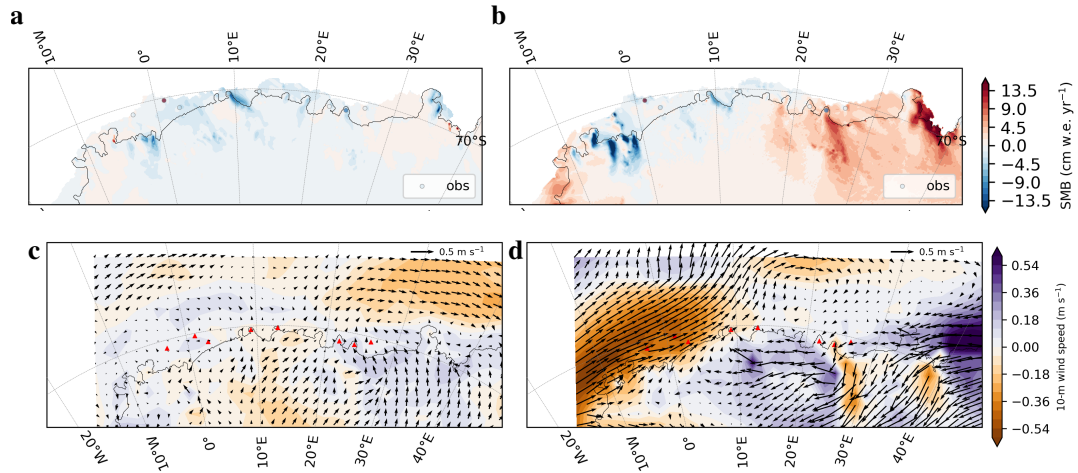 a
b
10°W
0°
10°E
20°E
30°E
10°W
0°
10°E
20°E
30°E
70°S
70°S
obs
obs
13.5
9.0
4.5
0.0
−4.5
−9.0
−13.5
SMB (cm w.e. yr⁻¹)
c
d
0.5 m s⁻¹
0.5 m s⁻¹
0.54
0.36
0.18
0.00
−0.18
−0.36
−0.54
10-m wind speed (m s⁻¹)
20°W
10°W
0°
10°E
20°E
30°E
40°E
20°W
10°W
0
10°E
20°E
30°E
40°E